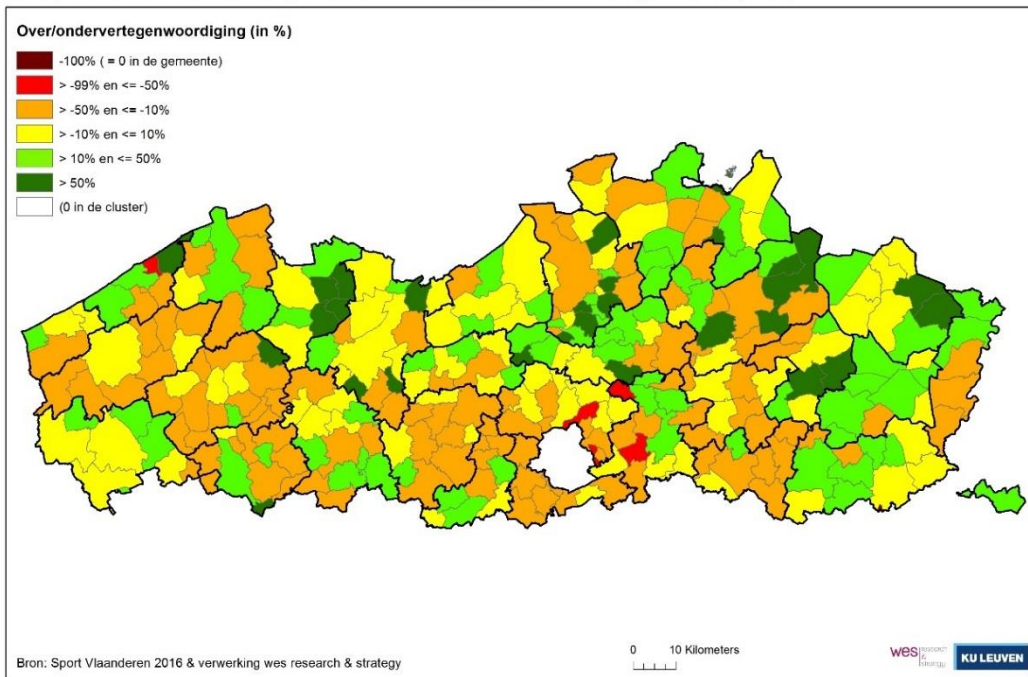 Over/ondervertegenwoordiging (in %)
-100% ( = 0 in de gemeente)
> -99% en <= -50%
> -50% en <= -10%
> -10% en <= 10%
> 10% en <= 50%
> 50%
(0 in de cluster)
Bron: Sport Vlaanderen 2016 & verwerking wes research & strategy
0 10 Kilometers
wes research & strategy
KU LEUVEN